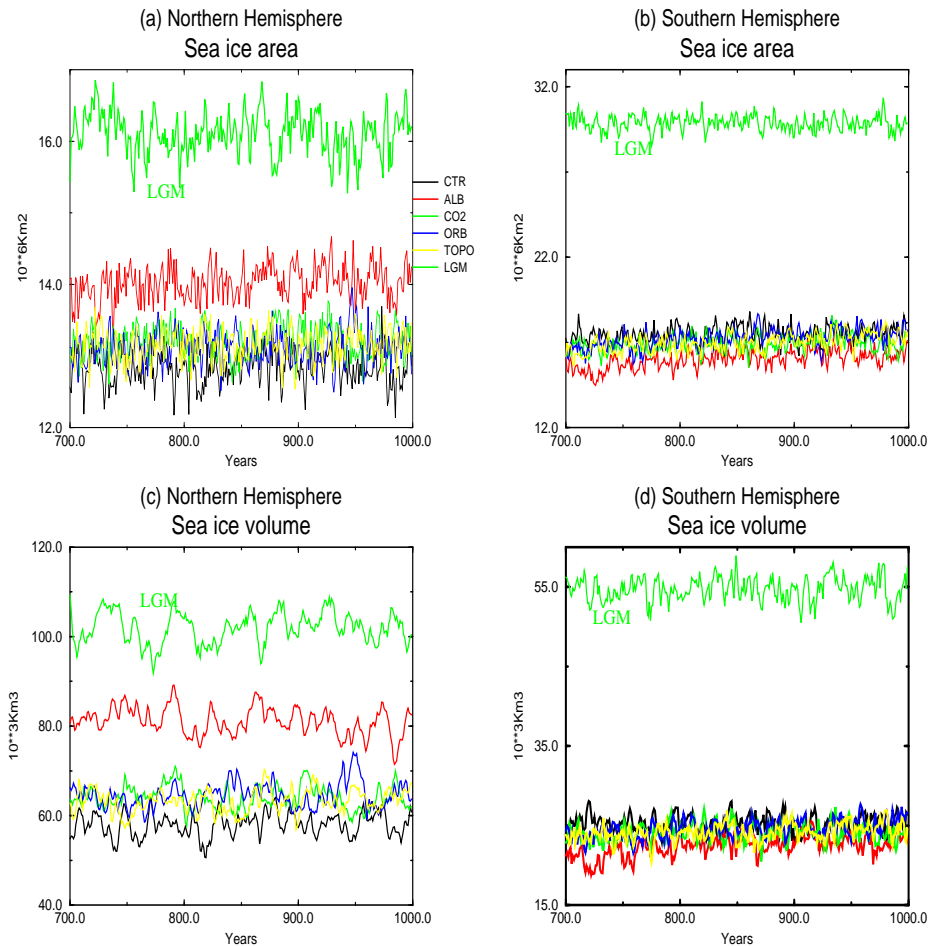 (a) Northern Hemisphere
Sea ice area
16.0
14.0
12.0
10**6Km2
700.0 800.0 900.0 1000.0
Years
LGM
CTR
ALB
CO2
ORB
TOPO
LGM
(b) Southern Hemisphere
Sea ice area
32.0
22.0
12.0
10**6Km2
700.0 800.0 900.0 1000.0
Years
LGM
(c) Northern Hemisphere
Sea ice volume
120.0
100.0
80.0
60.0
40.0
10**3Km3
700.0 800.0 900.0 1000.0
Years
LGM
(d) Southern Hemisphere
Sea ice volume
55.0
35.0
15.0
10**3Km3
700.0 800.0 900.0 1000.0
Years
LGM